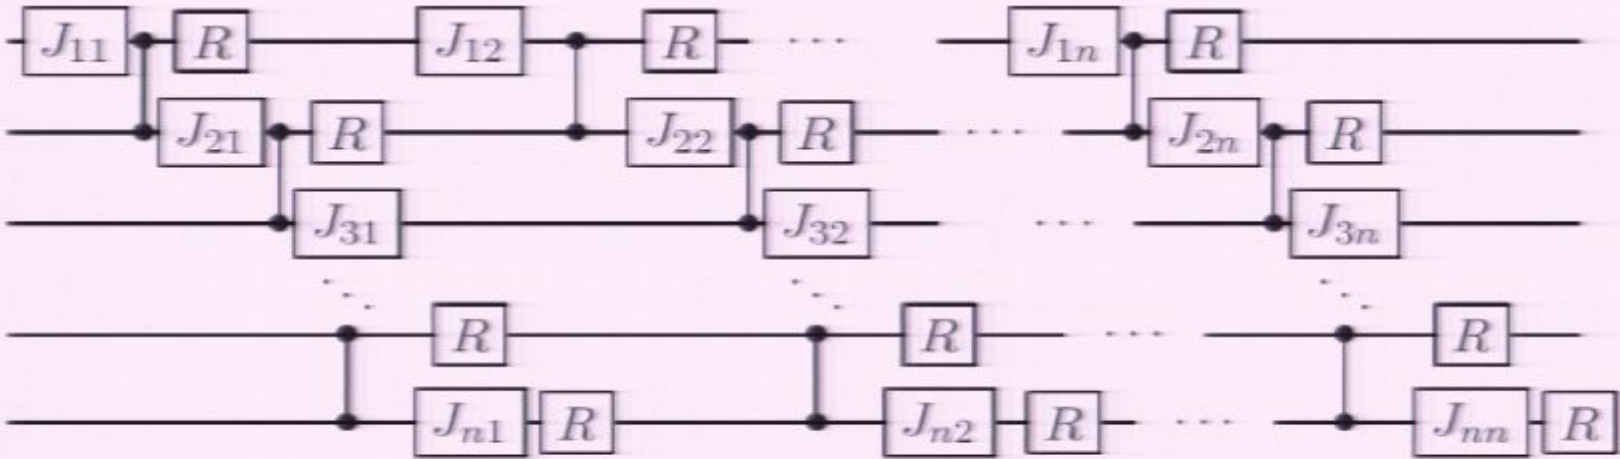 J₁₁ R J₁₂ R ··· J₁ₙ R
J₂₁ R J₂₂ R ··· J₂ₙ R
J₃₁ J₃₂ ··· J₃ₙ
R R ··· R
Jₙ₁ R Jₙ₂ R ··· Jₙₙ R